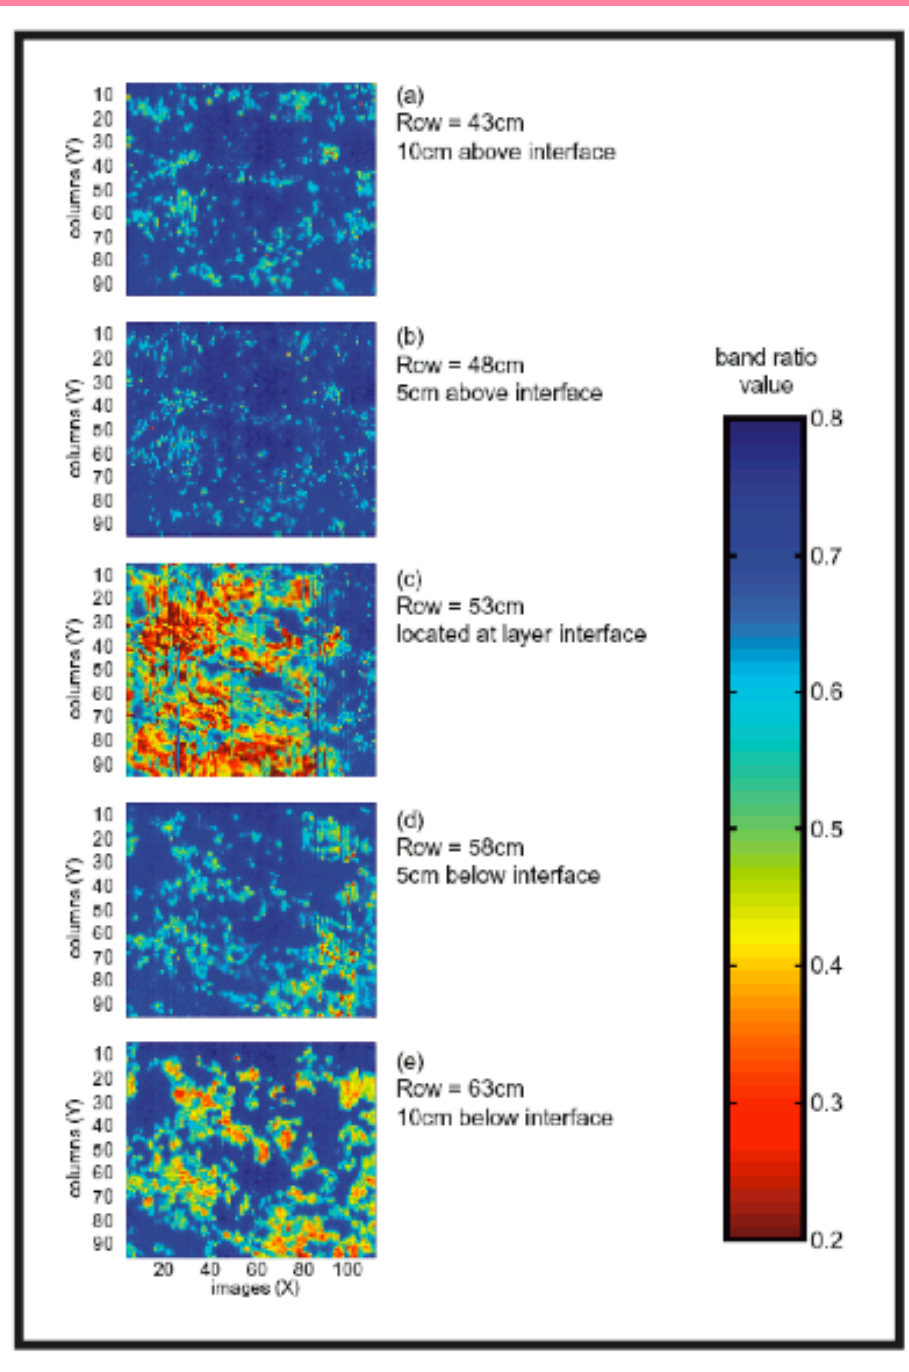 (a)
Row = 43cm
10cm above interface
10
20
30
40
50
60
70
80
90
columns (Y)
(b)
Row = 48cm
5cm above interface
10
20
30
40
50
60
70
80
90
columns (Y)
band ratio
value
0.8
0.7
0.6
0.5
0.4
0.3
0.2
(c)
Row = 53cm
located at layer interface
10
20
30
40
50
60
70
80
90
columns (Y)
(d)
Row = 58cm
5cm below interface
10
20
30
40
50
60
70
80
90
columns (Y)
(e)
Row = 63cm
10cm below interface
10
20
30
40
50
60
70
80
90
columns (Y)
20 40 60 80 100
images (X)